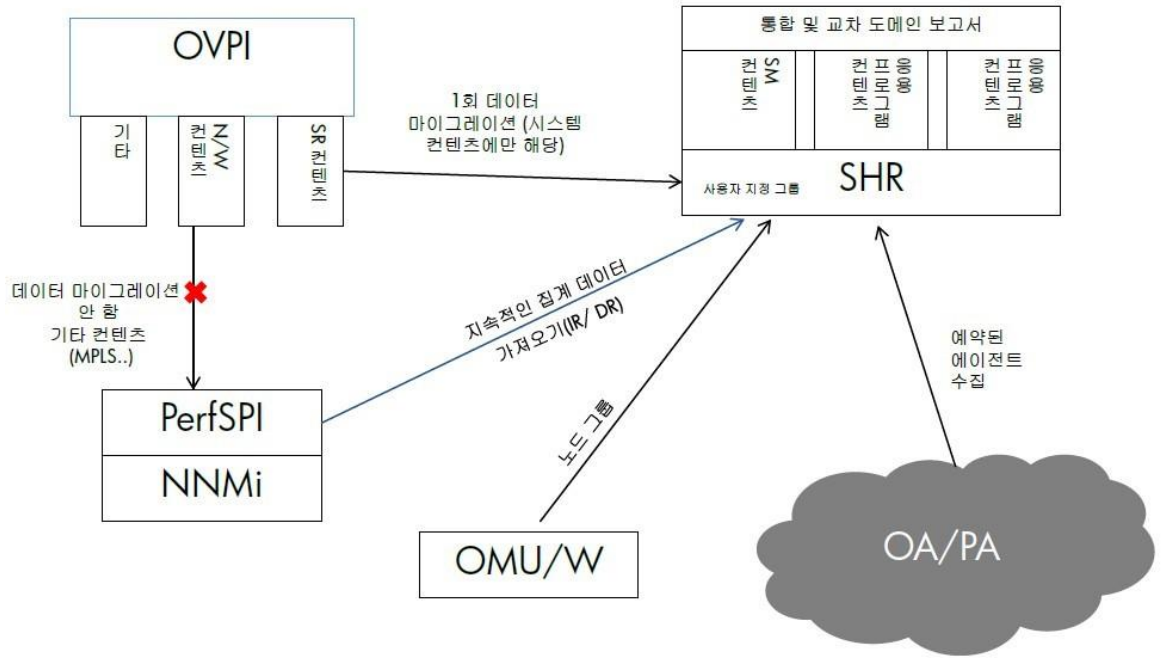 OVPI
기타
N/W 컨텐츠
SR 컨텐츠
1회 데이터
마이그레이션 (시스템
컨텐츠에만 해당)
통합 및 교차 도메인 보고서
SM 컨텐츠
응용 프로그램 컨텐츠
응용 프로그램 컨텐츠
사용자 지정 그룹
SHR
데이터 마이그레이션
안 함
기타 컨텐츠
(MPLS..)
지속적인 집계 데이터
가져오기(IR/ DR)
노드 그룹
예약된
에이전트
수집
PerfSPI
NNMi
OMU/W
OA/PA